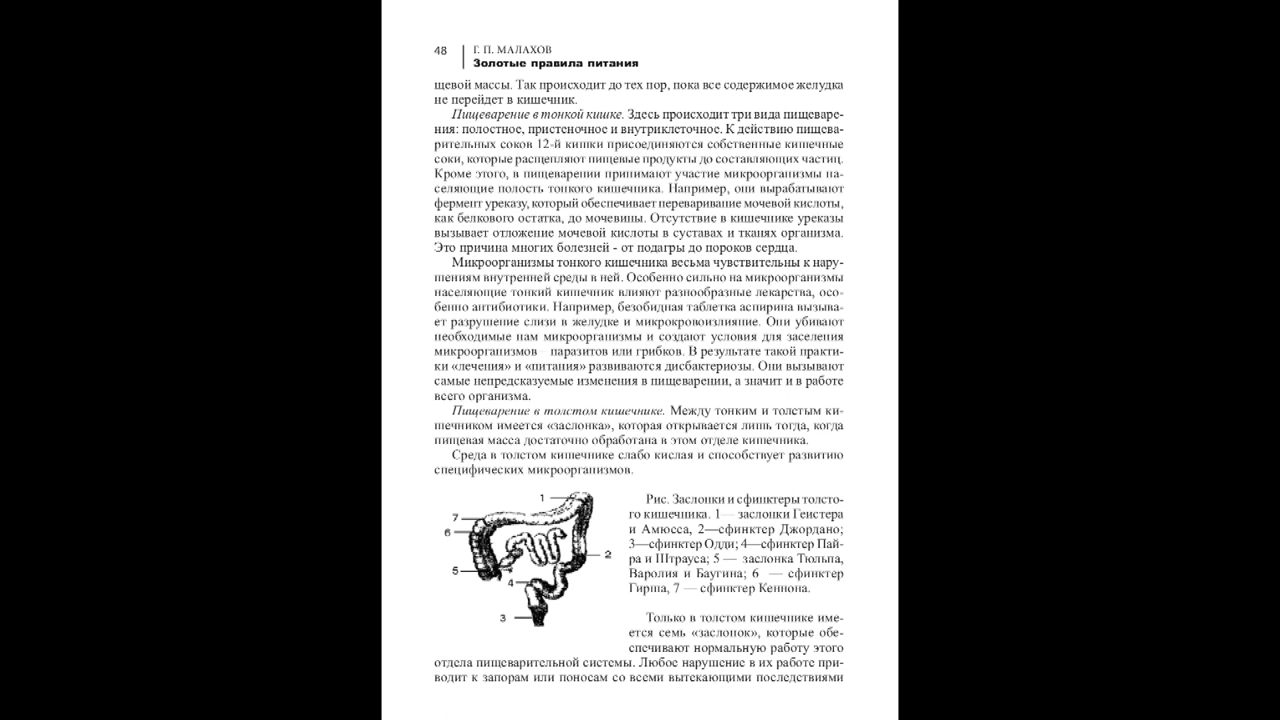 48
Г. П. МАЛАХОВ
Золотые правила питания
щевой массы. Так происходит до тех пор, пока все содержимое желудка
не перейдет в кишечник.
Пищеварение в тонкой кишке. Здесь происходит три вида пищеваре-
ния: полостное, пристеночное и внутриклеточное. К действию пищева-
рительных соков 12-й кишки присоединяются собственные кишечные
соки, которые расщепляют пищевые продукты до составляющих частиц.
Кроме этого, в пищеварении принимают участие микроорганизмы на-
селяющие полость тонкого кишечника. Например, они вырабатывают
фермент уреказу, который обеспечивает переваривание мочевой кислоты,
как белкового остатка, до мочевины. Отсутствие в кишечнике уреказы
вызывает отложение мочевой кислоты в суставах и тканях организма.
Это причина многих болезней - от подагры до пороков сердца.
Микроорганизмы тонкого кишечника весьма чувствительны к нару-
шениям внутренней среды в ней. Особенно сильно на микроорганизмы
населяющие тонкий кишечник влияют разнообразные лекарства, осо-
бенно антибиотики. Например, безобидная таблетка аспирина вызыва-
ет разрушение слизи в желудке и микрокровоизлияние. Они убивают
необходимые нам микроорганизмы и создают условия для заселения
микроорганизмов паразитов или грибков. В результате такой практи-
ки «лечения» и «питания» развиваются дисбактериозы. Они вызывают
самые непредсказуемые изменения в пищеварении, а значит и в работе
всего организма.
Пищеварение в толстом кишечнике. Между тонким и толстым ки-
шечником имеется «заслонка», которая открывается лишь тогда, когда
пищевая масса достаточно обработана в этом отделе кишечника.
Среда в толстом кишечнике слабо кислая и способствует развитию
специфических микроорганизмов.
1
7
6
2
5
4
3
Рис. Заслонки и сфинктеры толсто-
го кишечника. 1— заслонки Геистера
и Амюсса, 2—сфинктер Джордано;
3—сфинктер Одди; 4—сфинктер Пай-
ра и Штрауса; 5 — заслонка Тюльпа,
Варолия и Баугина; 6 — сфинктер
Гирша, 7 — сфинктер Кеннона.
Только в толстом кишечнике име-
ется семь «заслонок», которые обе-
спечивают нормальную работу этого
отдела пищеварительной системы. Любое нарушение в их работе при-
водит к запорам или поносам со всеми вытекающими последствиями